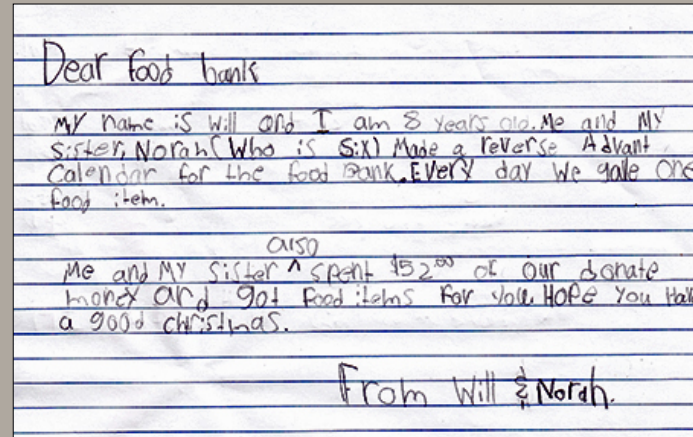 Dear food bank
My name is Will and I am 8 years old. Me and My
Sister, Norah (Who is Six) Made a reverse Advant
Calendar for the food Bank. Every day We gave one
food item.
also
Me and My Sister ^ spent $52.00 of our donate
money and got food items for you. Hope You Have
a good christmas.
From Will & Norah.